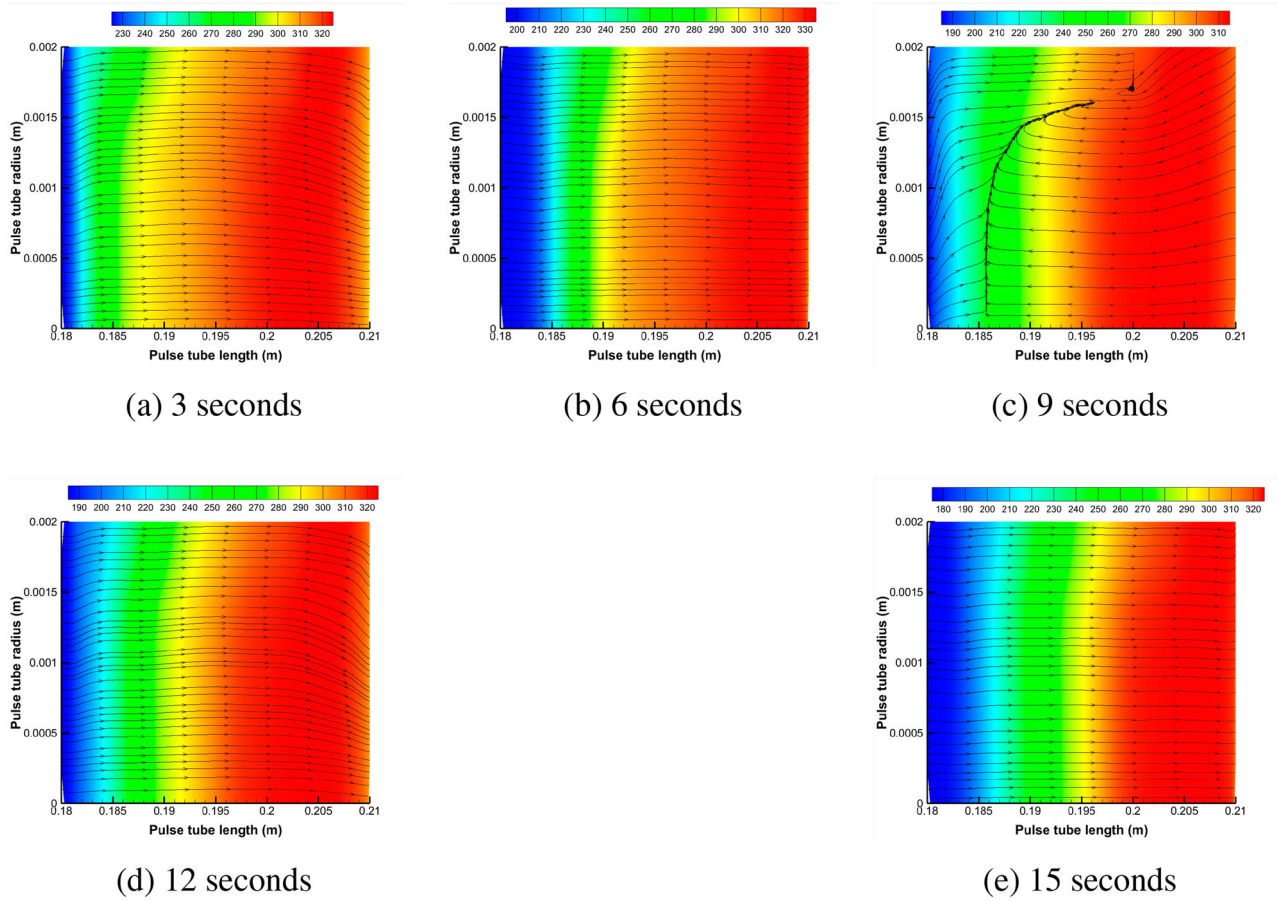 230 240 250 260 270 280 290 300 310 320
0.002
0.0015
0.001
0.0005
0
Pulse tube radius (m)
0.18 0.185 0.19 0.195 0.2 0.205 0.21
Pulse tube length (m)
(a) 3 seconds
200 210 220 230 240 250 260 270 280 290 300 310 320 330
0.002
0.0015
0.001
0.0005
0
Pulse tube radius (m)
0.18 0.185 0.19 0.195 0.2 0.205 0.21
Pulse tube length (m)
(b) 6 seconds
190 200 210 220 230 240 250 260 270 280 290 300 310
0.002
0.0015
0.001
0.0005
0
Pulse tube radius (m)
0.18 0.185 0.19 0.195 0.2 0.205 0.21
Pulse tube length (m)
(c) 9 seconds
190 200 210 220 230 240 250 260 270 280 290 300 310 320
0.002
0.0015
0.001
0.0005
0
Pulse tube radius (m)
0.18 0.185 0.19 0.195 0.2 0.205 0.21
Pulse tube length (m)
(d) 12 seconds
180 190 200 210 220 230 240 250 260 270 280 290 300 310 320
0.002
0.0015
0.001
0.0005
0
Pulse tube radius (m)
0.18 0.185 0.19 0.195 0.2 0.205 0.21
Pulse tube length (m)
(e) 15 seconds